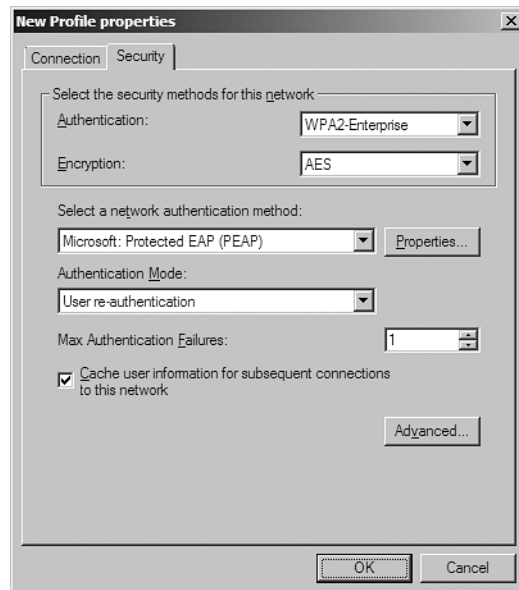 New Profile properties
Connection
Security
Select the security methods for this network
Authentication:
WPA2-Enterprise
Encryption:
AES
Select a network authentication method:
Microsoft: Protected EAP (PEAP)
Properties...
Authentication Mode:
User re-authentication
Max Authentication Failures:
1
Cache user information for subsequent connections
to this network
Advanced...
OK
Cancel